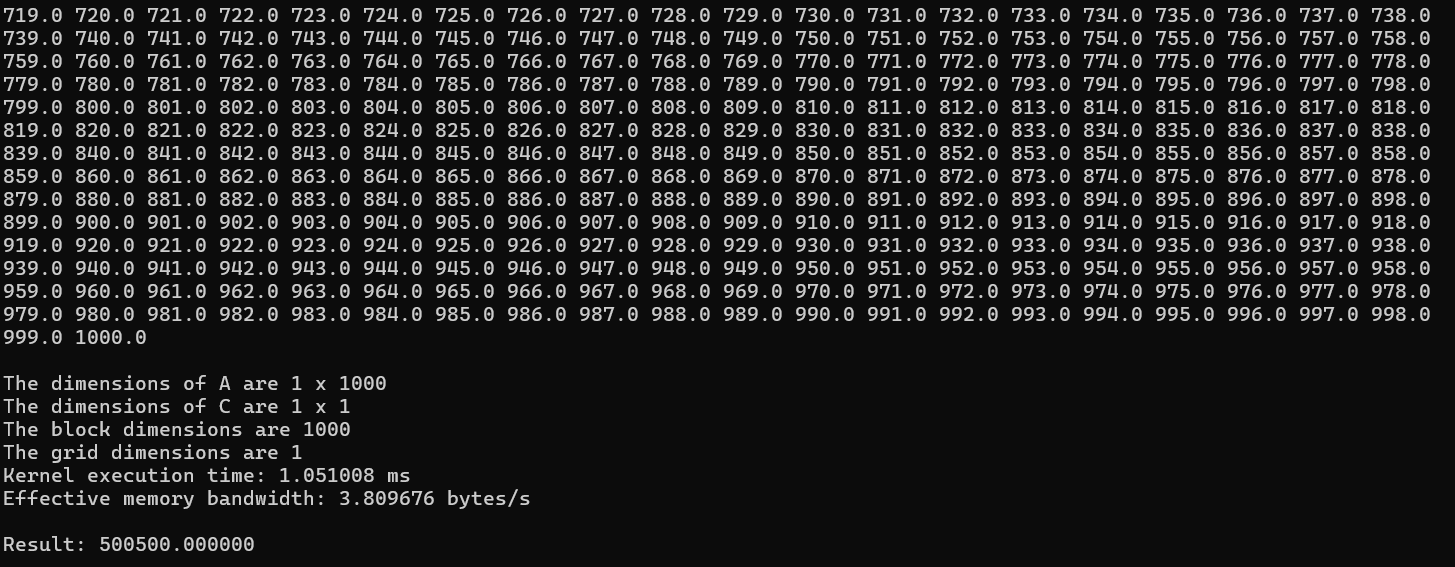 719.0 720.0 721.0 722.0 723.0 724.0 725.0 726.0 727.0 728.0 729.0 730.0 731.0 732.0 733.0 734.0 735.0 736.0 737.0 738.0
739.0 740.0 741.0 742.0 743.0 744.0 745.0 746.0 747.0 748.0 749.0 750.0 751.0 752.0 753.0 754.0 755.0 756.0 757.0 758.0
759.0 760.0 761.0 762.0 763.0 764.0 765.0 766.0 767.0 768.0 769.0 770.0 771.0 772.0 773.0 774.0 775.0 776.0 777.0 778.0
779.0 780.0 781.0 782.0 783.0 784.0 785.0 786.0 787.0 788.0 789.0 790.0 791.0 792.0 793.0 794.0 795.0 796.0 797.0 798.0
799.0 800.0 801.0 802.0 803.0 804.0 805.0 806.0 807.0 808.0 809.0 810.0 811.0 812.0 813.0 814.0 815.0 816.0 817.0 818.0
819.0 820.0 821.0 822.0 823.0 824.0 825.0 826.0 827.0 828.0 829.0 830.0 831.0 832.0 833.0 834.0 835.0 836.0 837.0 838.0
839.0 840.0 841.0 842.0 843.0 844.0 845.0 846.0 847.0 848.0 849.0 850.0 851.0 852.0 853.0 854.0 855.0 856.0 857.0 858.0
859.0 860.0 861.0 862.0 863.0 864.0 865.0 866.0 867.0 868.0 869.0 870.0 871.0 872.0 873.0 874.0 875.0 876.0 877.0 878.0
879.0 880.0 881.0 882.0 883.0 884.0 885.0 886.0 887.0 888.0 889.0 890.0 891.0 892.0 893.0 894.0 895.0 896.0 897.0 898.0
899.0 900.0 901.0 902.0 903.0 904.0 905.0 906.0 907.0 908.0 909.0 910.0 911.0 912.0 913.0 914.0 915.0 916.0 917.0 918.0
919.0 920.0 921.0 922.0 923.0 924.0 925.0 926.0 927.0 928.0 929.0 930.0 931.0 932.0 933.0 934.0 935.0 936.0 937.0 938.0
939.0 940.0 941.0 942.0 943.0 944.0 945.0 946.0 947.0 948.0 949.0 950.0 951.0 952.0 953.0 954.0 955.0 956.0 957.0 958.0
959.0 960.0 961.0 962.0 963.0 964.0 965.0 966.0 967.0 968.0 969.0 970.0 971.0 972.0 973.0 974.0 975.0 976.0 977.0 978.0
979.0 980.0 981.0 982.0 983.0 984.0 985.0 986.0 987.0 988.0 989.0 990.0 991.0 992.0 993.0 994.0 995.0 996.0 997.0 998.0
999.0 1000.0
The dimensions of A are 1 x 1000
The dimensions of C are 1 x 1
The block dimensions are 1000
The grid dimensions are 1
Kernel execution time: 1.051008 ms
Effective memory bandwidth: 3.809676 bytes/s
Result: 500500.000000